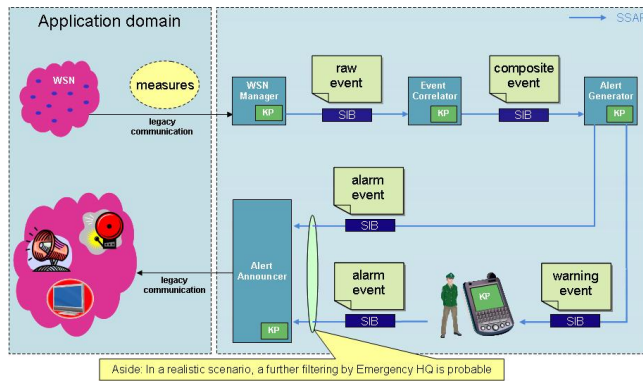 Application domain
SSAP
WSN
measures
legacy
communication
WSN
Manager
KP
raw
event
SIB
Event
Correlator
KP
composite
event
SIB
Alert
Generator
KP
alarm
event
SIB
legacy
communication
Alert
Announcer
KP
alarm
event
SIB
KP
warning
event
SIB
Aside: In a realistic scenario, a further filtering by Emergency HQ is probable